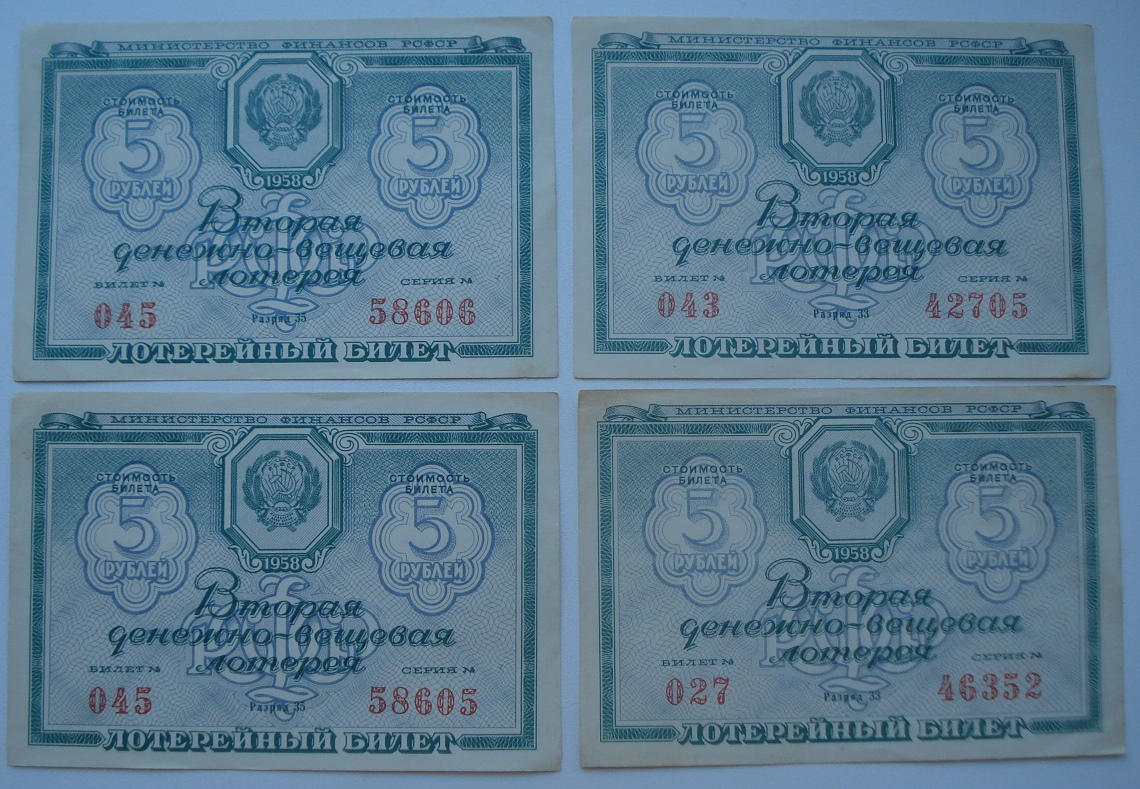 МИНИСТЕРСТВО ФИНАНСОВ РСФСР
СТОИМОСТЬ БИЛЕТА
5
РУБЛЕЙ
СТОИМОСТЬ БИЛЕТА
5
РУБЛЕЙ
1958
Вторая
денежно-вещевая
лотерея
РСФСР
БИЛЕТ № СЕРИЯ №
045 Разряд 35 58606
ЛОТЕРЕЙНЫЙ БИЛЕТ
МИНИСТЕРСТВО ФИНАНСОВ РСФСР
СТОИМОСТЬ БИЛЕТА
5
РУБЛЕЙ
СТОИМОСТЬ БИЛЕТА
5
РУБЛЕЙ
1958
Вторая
денежно-вещевая
лотерея
РСФСР
БИЛЕТ № СЕРИЯ №
043 Разряд 33 42705
ЛОТЕРЕЙНЫЙ БИЛЕТ
МИНИСТЕРСТВО ФИНАНСОВ РСФСР
СТОИМОСТЬ БИЛЕТА
5
РУБЛЕЙ
СТОИМОСТЬ БИЛЕТА
5
РУБЛЕЙ
1958
Вторая
денежно-вещевая
лотерея
РСФСР
БИЛЕТ № СЕРИЯ №
045 Разряд 35 58605
ЛОТЕРЕЙНЫЙ БИЛЕТ
МИНИСТЕРСТВО ФИНАНСОВ РСФСР
СТОИМОСТЬ БИЛЕТА
5
РУБЛЕЙ
СТОИМОСТЬ БИЛЕТА
5
РУБЛЕЙ
1958
Вторая
денежно-вещевая
лотерея
РСФСР
БИЛЕТ № СЕРИЯ №
027 Разряд 33 46352
ЛОТЕРЕЙНЫЙ БИЛЕТ